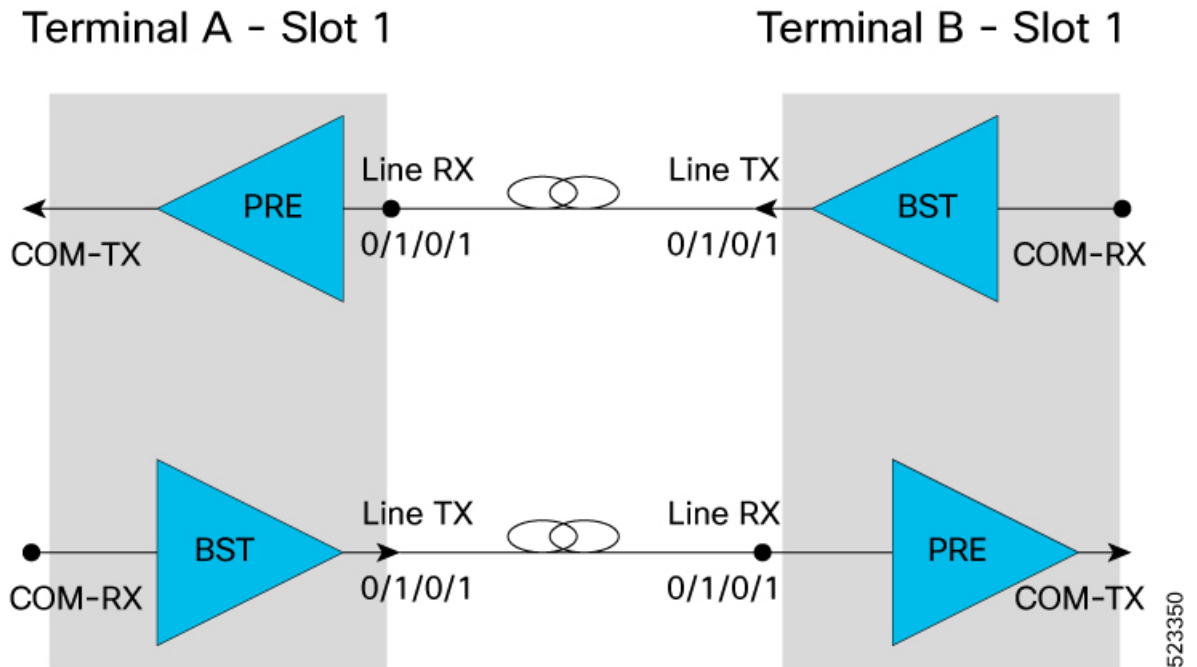 Terminal A - Slot 1
Terminal B - Slot 1
Line RX
Line TX
PRE
BST
COM-TX
0/1/0/1
0/1/0/1
COM-RX
Line TX
Line RX
BST
PRE
COM-RX
0/1/0/1
0/1/0/1
COM-TX
523350